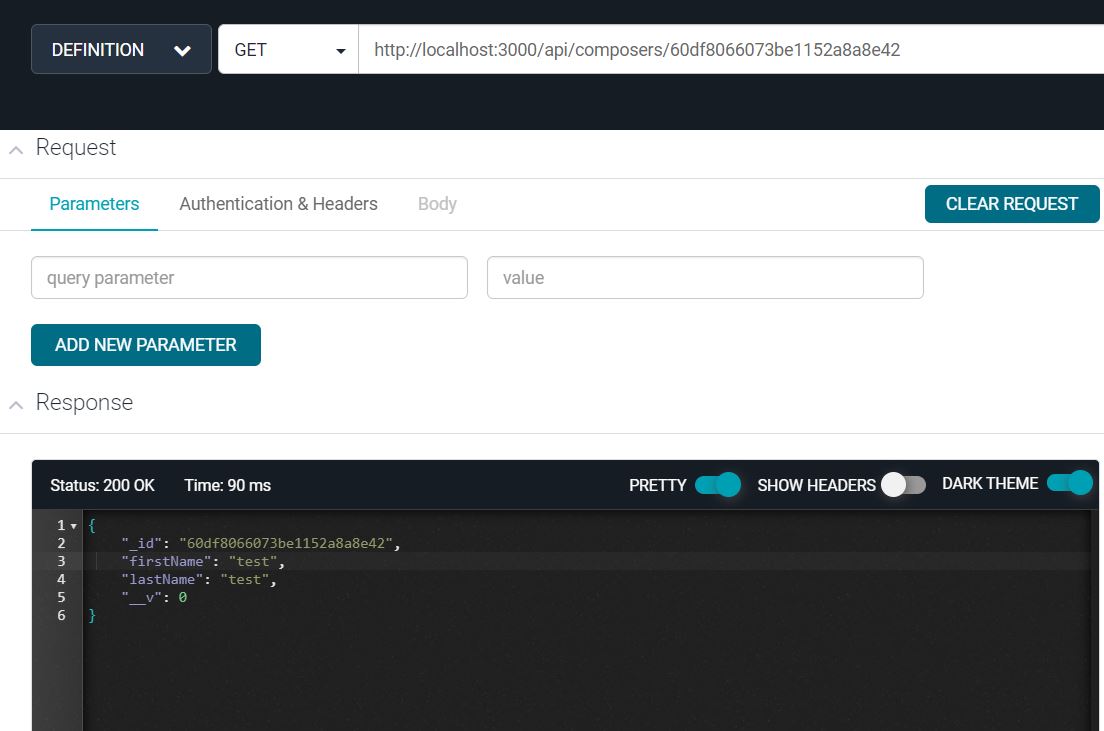 DEFINITION GET http://localhost:3000/api/composers/60df8066073be1152a8a8e42
Request
Parameters Authentication & Headers Body CLEAR REQUEST
query parameter value
ADD NEW PARAMETER
Response
Status: 200 OK Time: 90 ms PRETTY SHOW HEADERS DARK THEME
1 {
2 "_id": "60df8066073be1152a8a8e42",
3 "firstName": "test",
4 "lastName": "test",
5 "__v": 0
6 }